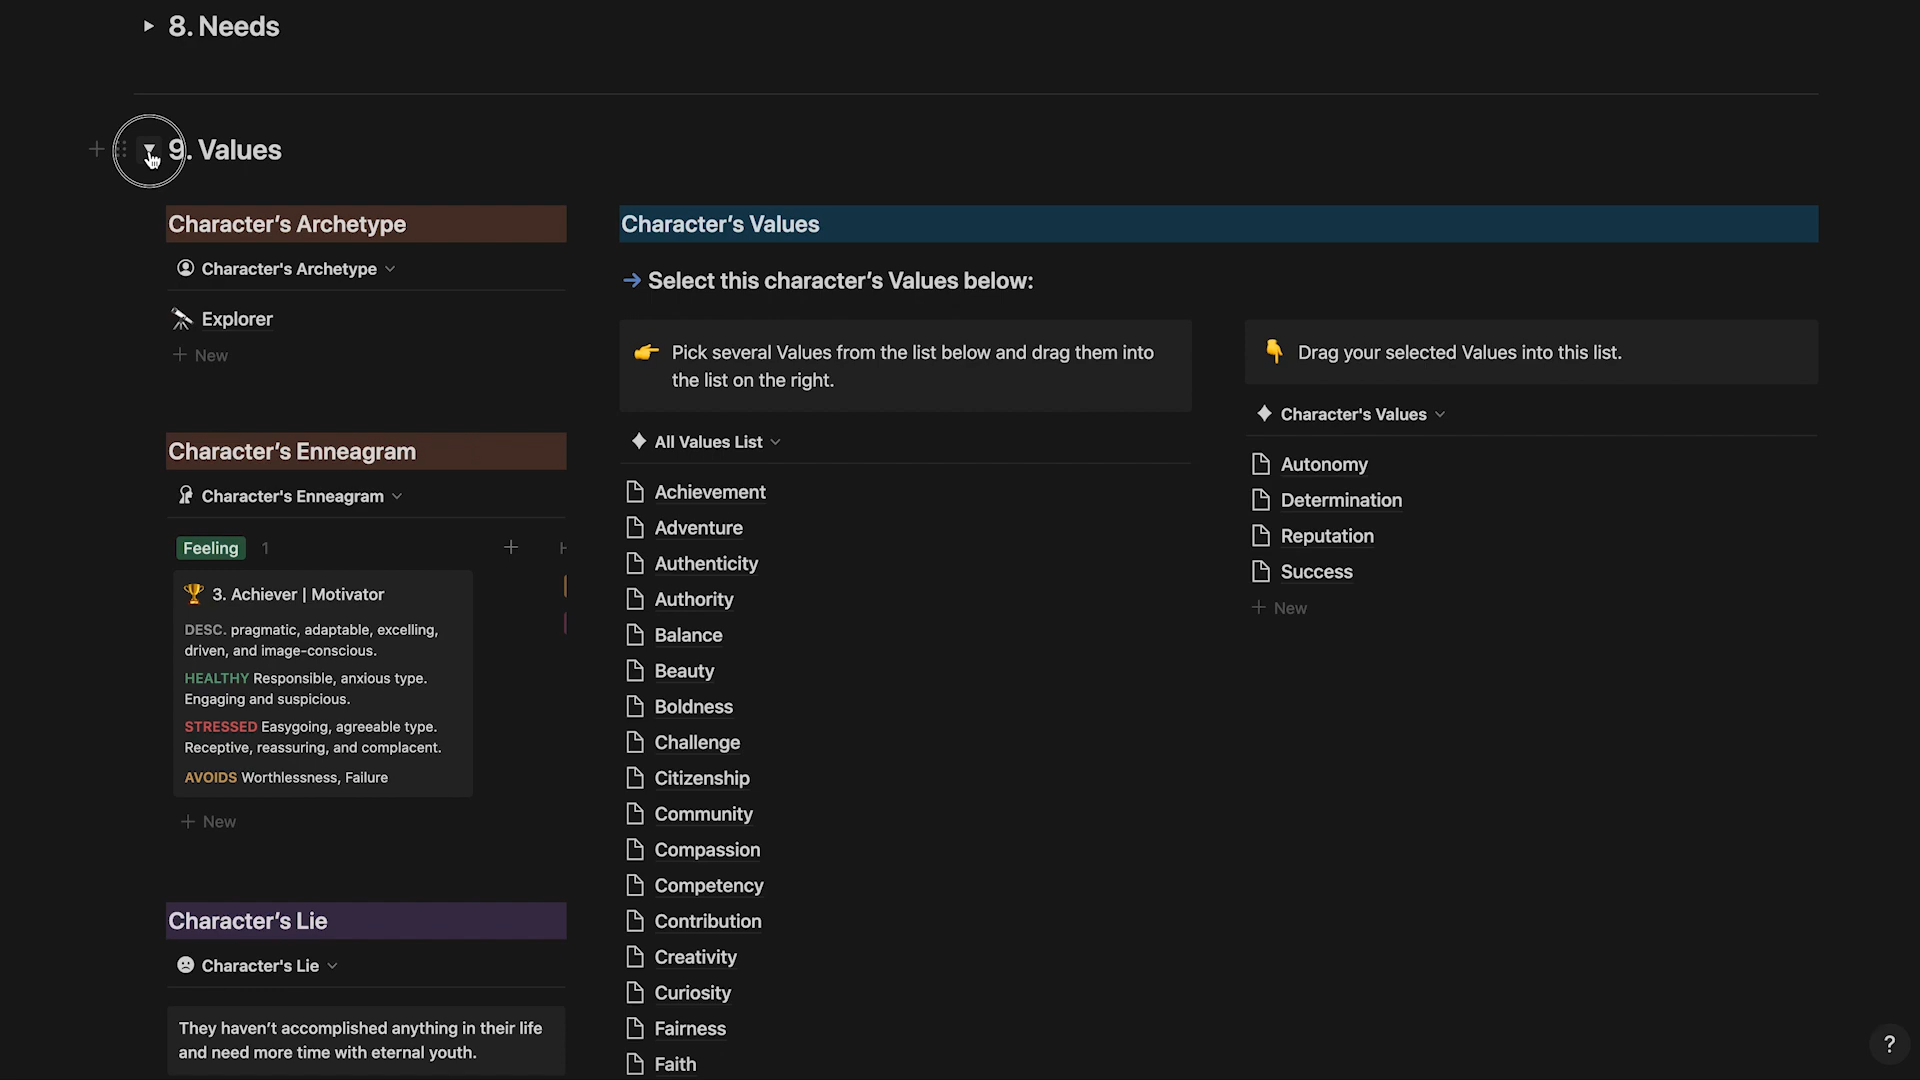 8. Needs
9. Values
Character's Archetype
Character's Archetype
Explorer
New
Character's Enneagram
Character's Enneagram
Feeling 1
3. Achiever | Motivator
DESC. pragmatic, adaptable, excelling,
driven, and image-conscious.
HEALTHY Responsible, anxious type.
Engaging and suspicious.
STRESSED Easygoing, agreeable type.
Receptive, reassuring, and complacent.
AVOIDS Worthlessness, Failure
New
Character's Lie
Character's Lie
They haven't accomplished anything in their life
and need more time with eternal youth.
Character's Values
→ Select this character's Values below:
Pick several Values from the list below and drag them into
the list on the right.
All Values List
Achievement
Adventure
Authenticity
Authority
Balance
Beauty
Boldness
Challenge
Citizenship
Community
Compassion
Competency
Contribution
Creativity
Curiosity
Fairness
Faith
Drag your selected Values into this list.
Character's Values
Autonomy
Determination
Reputation
Success
New
?